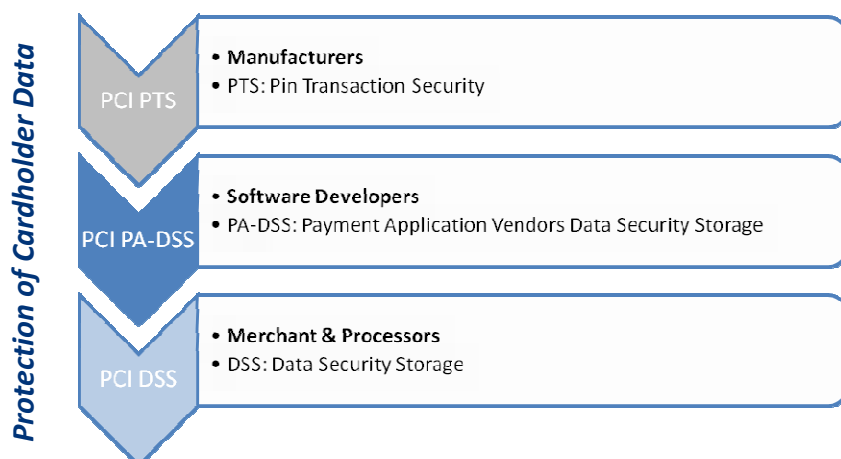 Protection of Cardholder Data
PCI PTS
• Manufacturers
• PTS: Pin Transaction Security
PCI PA-DSS
• Software Developers
• PA-DSS: Payment Application Vendors Data Security Storage
PCI DSS
• Merchant & Processors
• DSS: Data Security Storage